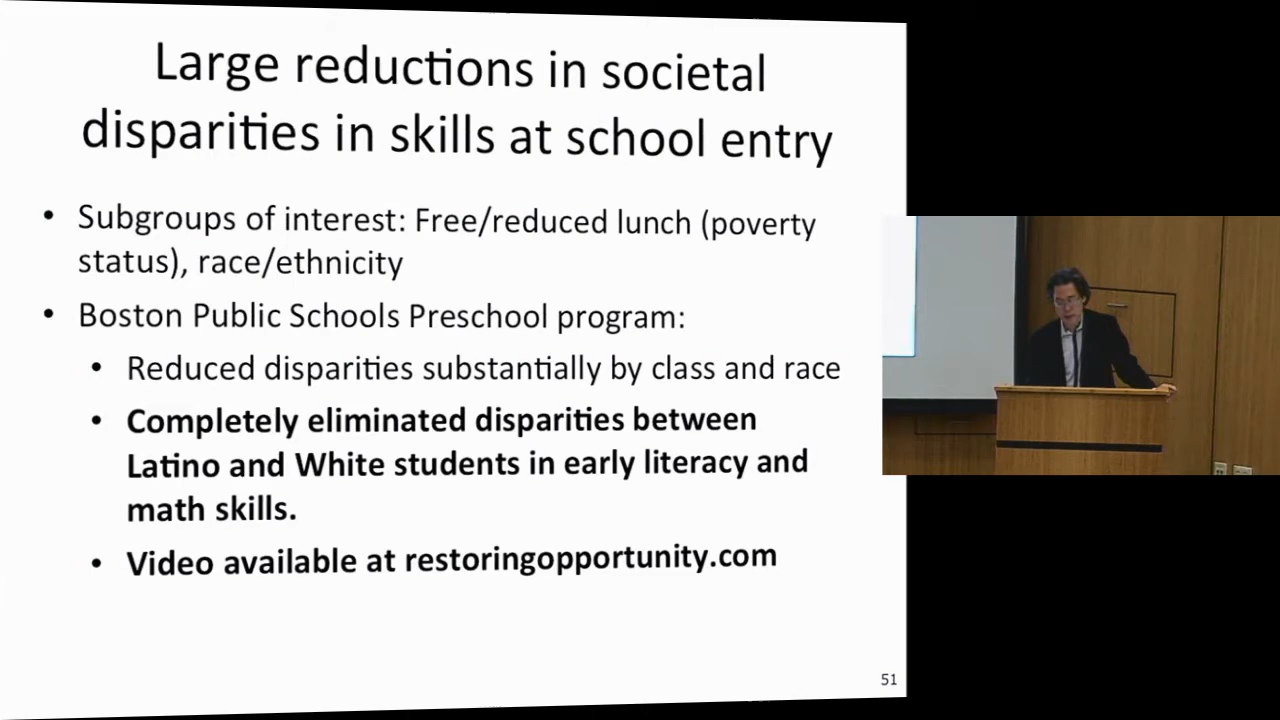 Large reductions in societal
disparities in skills at school entry
• Subgroups of interest: Free/reduced lunch (poverty
status), race/ethnicity
• Boston Public Schools Preschool program:
• Reduced disparities substantially by class and race
• Completely eliminated disparities between
Latino and White students in early literacy and
math skills.
• Video available at restoringopportunity.com
51